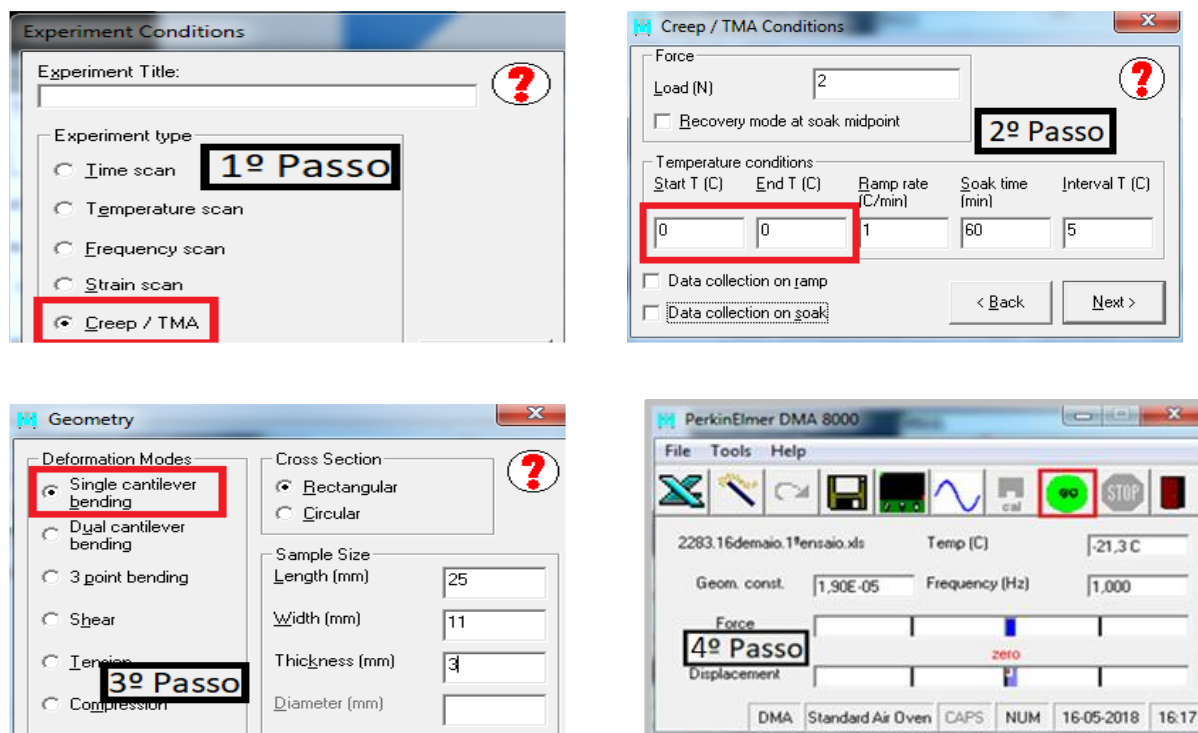 Experiment Conditions
Experiment Title:
Experiment type
1º Passo
Time scan
Temperature scan
Frequency scan
Strain scan
Creep / TMA
Creep / TMA Conditions
Force
Load (N)
2
Recovery mode at soak midpoint
2º Passo
Temperature conditions
Start T (C) End T (C) Ramp rate (C/min) Soak time (min) Interval T (C)
0 0 1 60 5
Data collection on ramp
Data collection on soak
< Back Next >
Geometry
Deformation Modes
Single cantilever
bending
Dual cantilever
bending
3 point bending
Shear
Tension
3º Passo
Compression
Cross Section
Rectangular
Circular
Sample Size
Length (mm) 25
Width (mm) 11
Thickness (mm) 3
Diameter (mm)
PerkinElmer DMA 8000
File Tools Help
cal GO STOP
2283.16demaio.1ªensaio.xls Temp (C) -21,3 C
Geom. const. 1,90E-05 Frequency (Hz) 1,000
Force
4º Passo
zero
Displacement
DMA Standard Air Oven CAPS NUM 16-05-2018 16:17